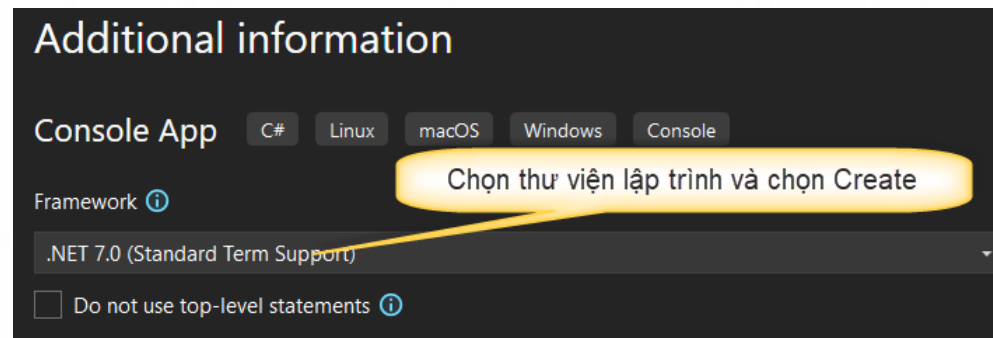 Additional information
Console App C# Linux macOS Windows Console
Chọn thư viện lập trình và chọn Create
Framework
.NET 7.0 (Standard Term Support)
Do not use top-level statements